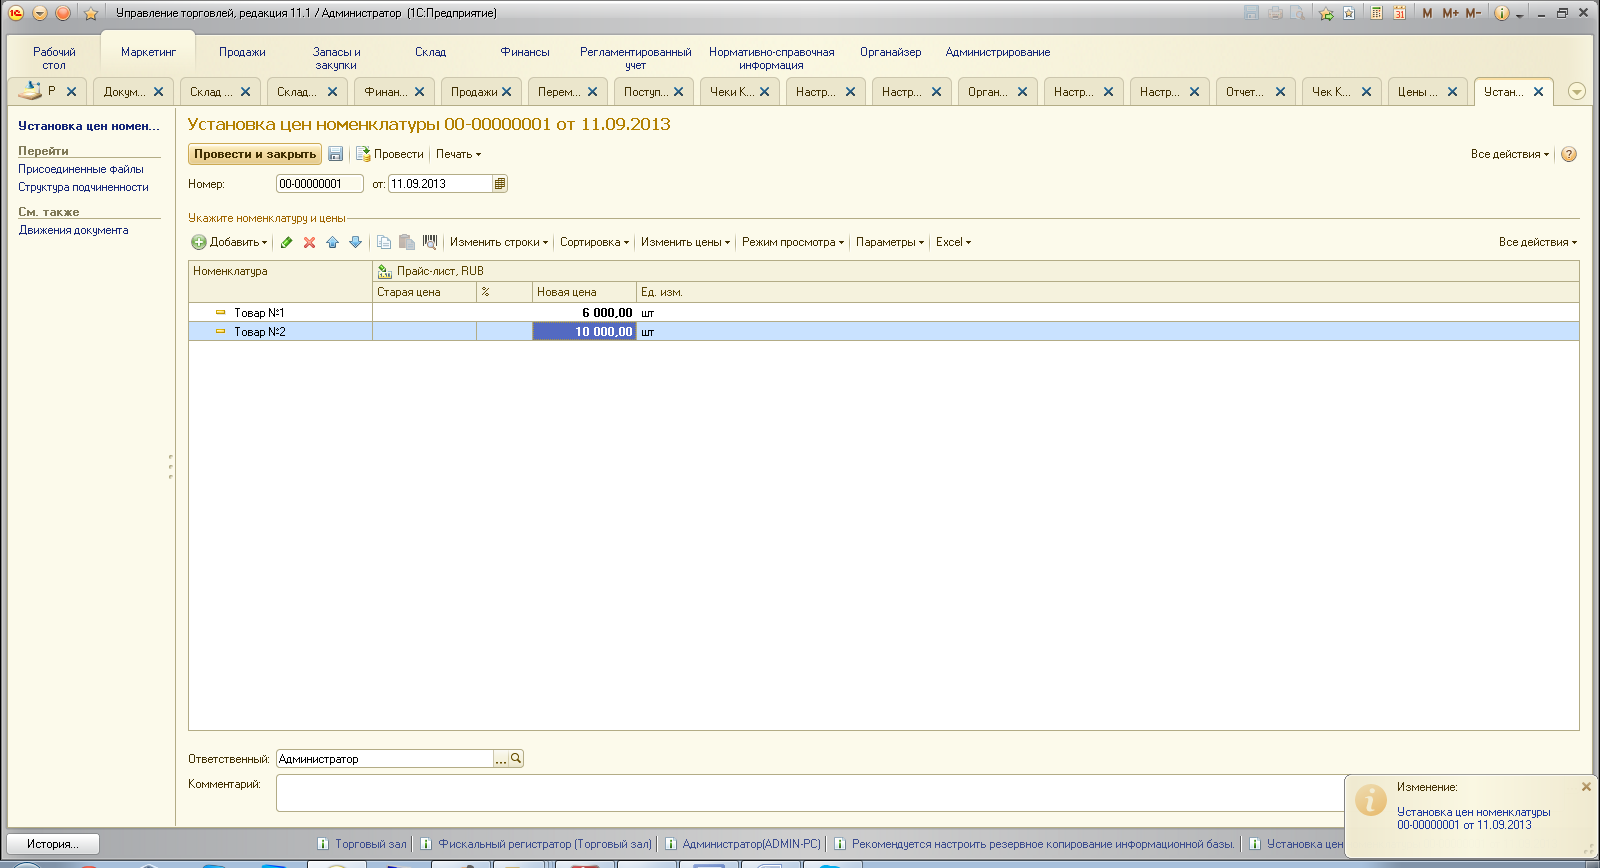 Управление торговлей, редакция 11.1 / Администратор (1С:Предприятие)
M M+ M-
Рабочий стол
Маркетинг
Продажи
Запасы и закупки
Склад
Финансы
Регламентированный учет
Нормативно-справочная информация
Органайзер
Администрирование
Р
Докум...
Склад ...
Склад...
Финан...
Продажи
Перем...
Поступ...
Чеки К...
Настр...
Настр...
Орган...
Настр...
Настр...
Отчет...
Чек К...
Цены ...
Устан...
Установка цен номен...
Перейти
Присоединенные файлы
Структура подчиненности
См. также
Движения документа
Установка цен номенклатуры 00-00000001 от 11.09.2013
Провести и закрыть
Провести
Печать
Все действия
Номер: 00-00000001 от: 11.09.2013
Укажите номенклатуру и цены
Добавить
Изменить строки
Сортировка
Изменить цены
Режим просмотра
Параметры
Excel
Все действия
Номенклатура
Прайс-лист, RUB
Старая цена
%
Новая цена
Ед. изм.
Товар №1 6 000,00 шт
Товар №2 10 000,00 шт
Ответственный: Администратор ...
Комментарий:
Изменение:
Установка цен номенклатуры
00-00000001 от 11.09.2013
История...
Торговый зал
Фискальный регистратор (Торговый зал)
Администратор(ADMIN-PC)
Рекомендуется настроить резервное копирование информационной базы.
Установка цен